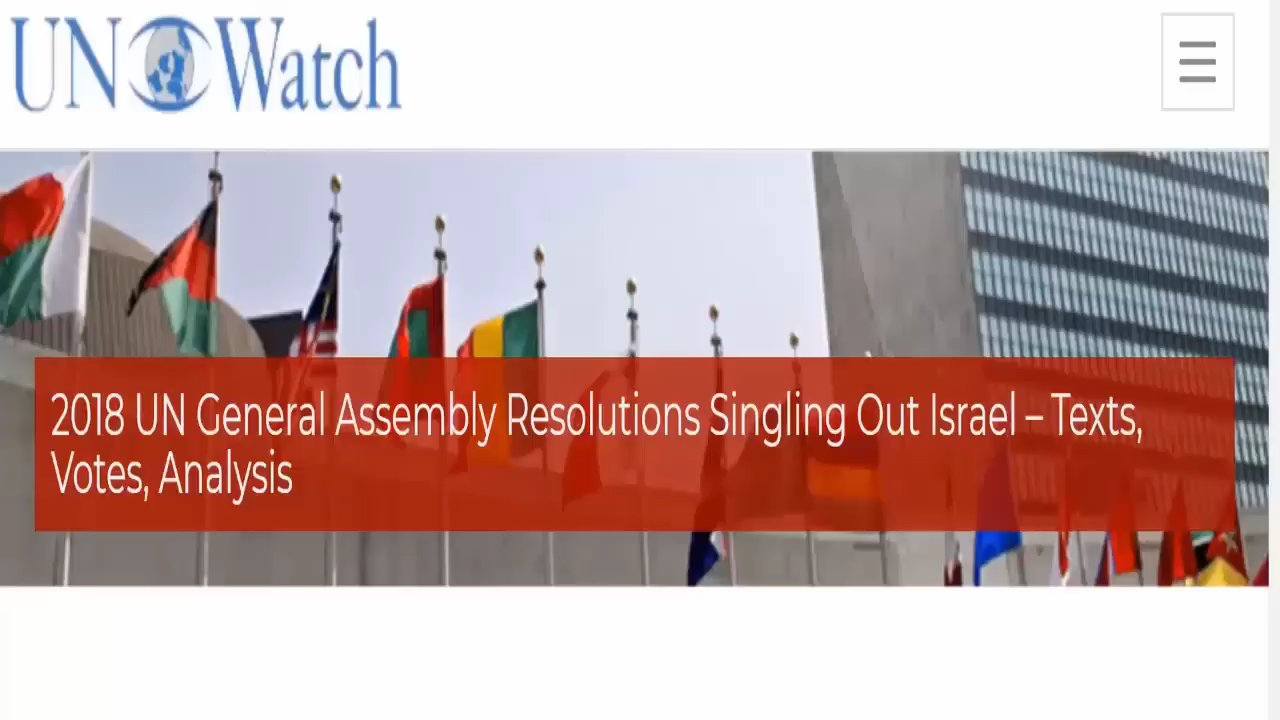 UN Watch
2018 UN General Assembly Resolutions Singling Out Israel – Texts,
Votes, Analysis